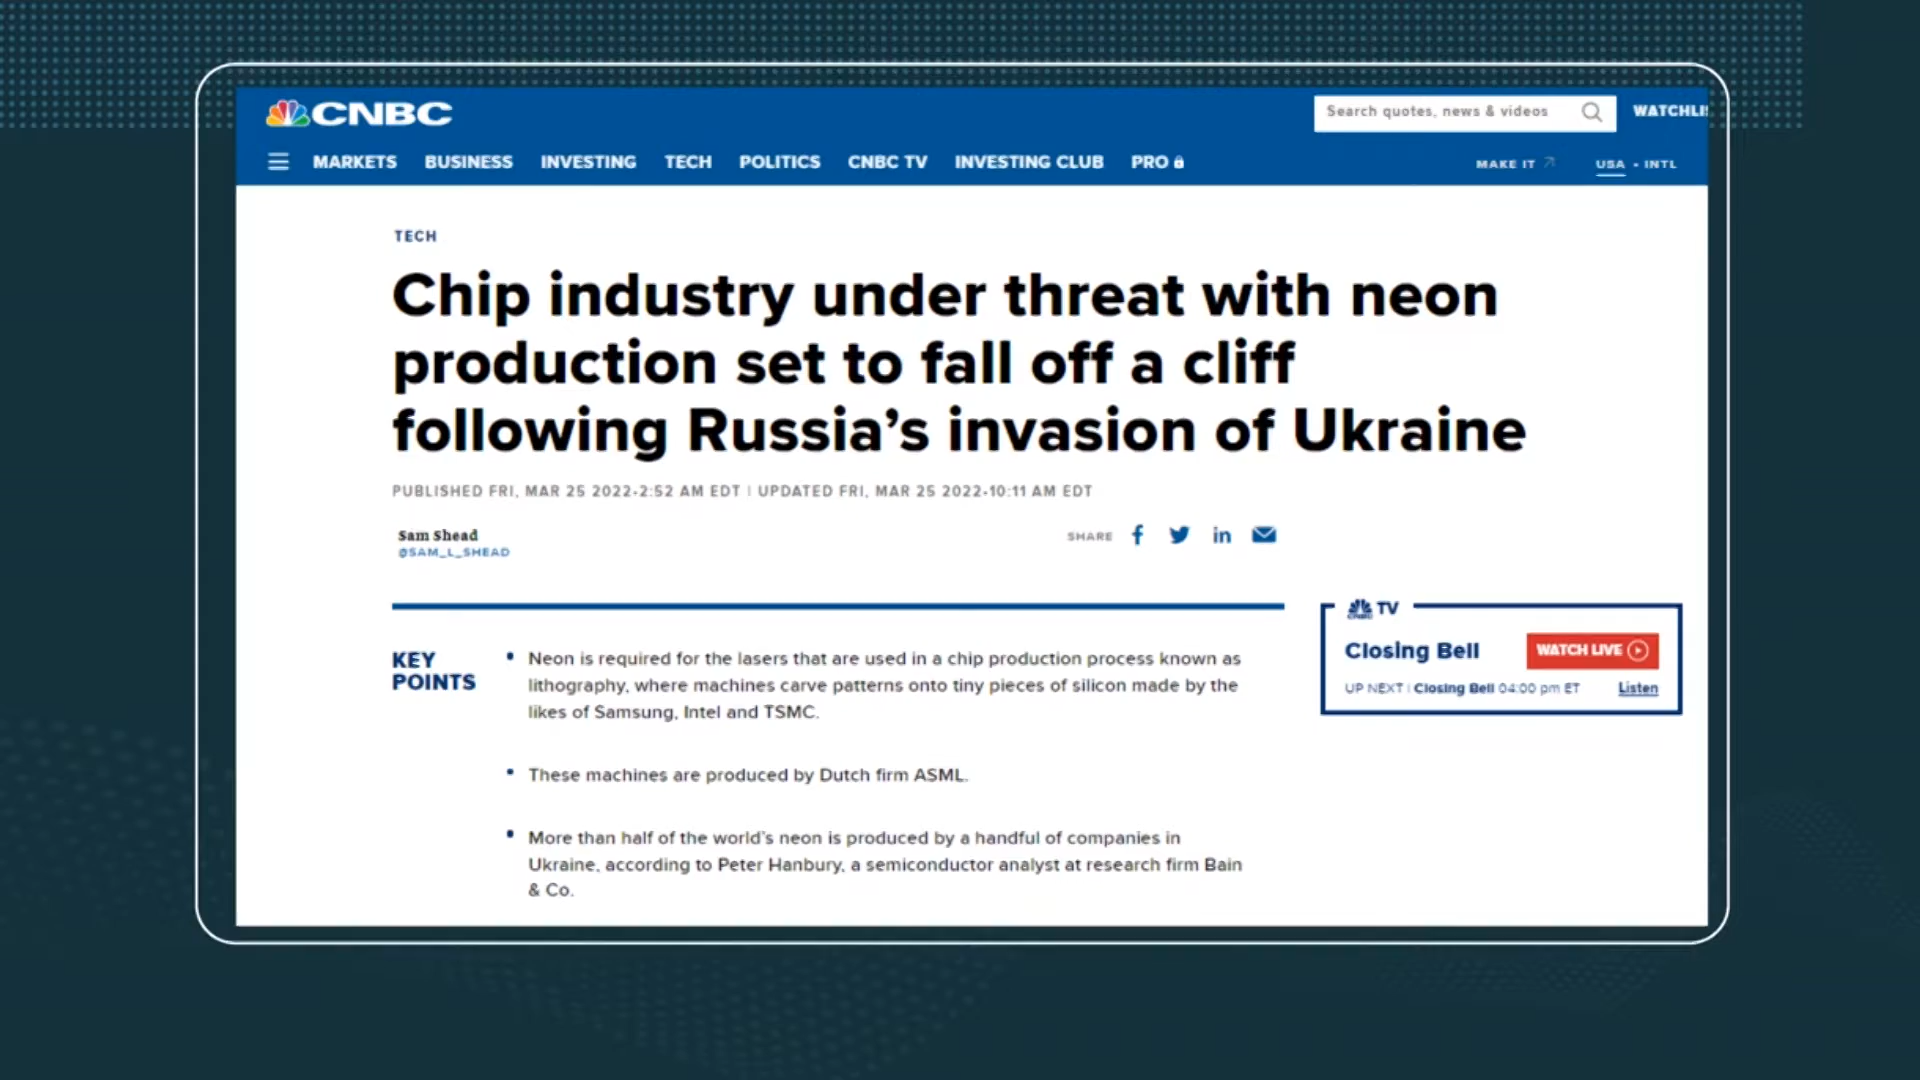 CNBC
Search quotes, news & videos
WATCHLIS
MARKETS BUSINESS INVESTING TECH POLITICS CNBC TV INVESTING CLUB PRO
MAKE IT USA • INTL
TECH
Chip industry under threat with neon
production set to fall off a cliff
following Russia’s invasion of Ukraine
PUBLISHED FRI, MAR 25 2022•2:52 AM EDT | UPDATED FRI, MAR 25 2022•10:11 AM EDT
Sam Shead
@SAM_L_SHEAD
SHARE
KEY
POINTS
• Neon is required for the lasers that are used in a chip production process known as
lithography, where machines carve patterns onto tiny pieces of silicon made by the
likes of Samsung, Intel and TSMC.
• These machines are produced by Dutch firm ASML.
• More than half of the world’s neon is produced by a handful of companies in
Ukraine, according to Peter Hanbury, a semiconductor analyst at research firm Bain
& Co.
CNBC TV
Closing Bell
WATCH LIVE
UP NEXT | Closing Bell 04:00 pm ET
Listen